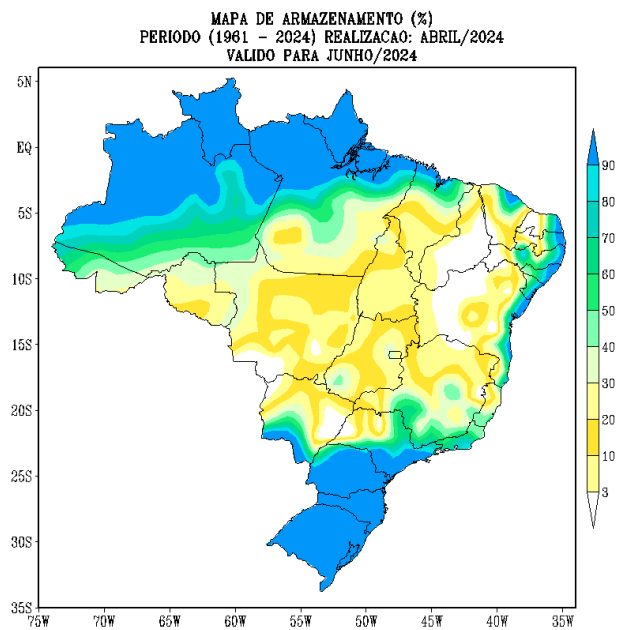 MAPA DE ARMAZENAMENTO (%)
PERIODO (1961 - 2024) REALIZACAO: ABRIL/2024
VALIDO PARA JUNHO/2024
5N
EQ
5S
10S
15S
20S
25S
30S
35S
75W 70W 65W 60W 55W 50W 45W 40W 35W
90
80
70
60
50
40
30
20
10
3